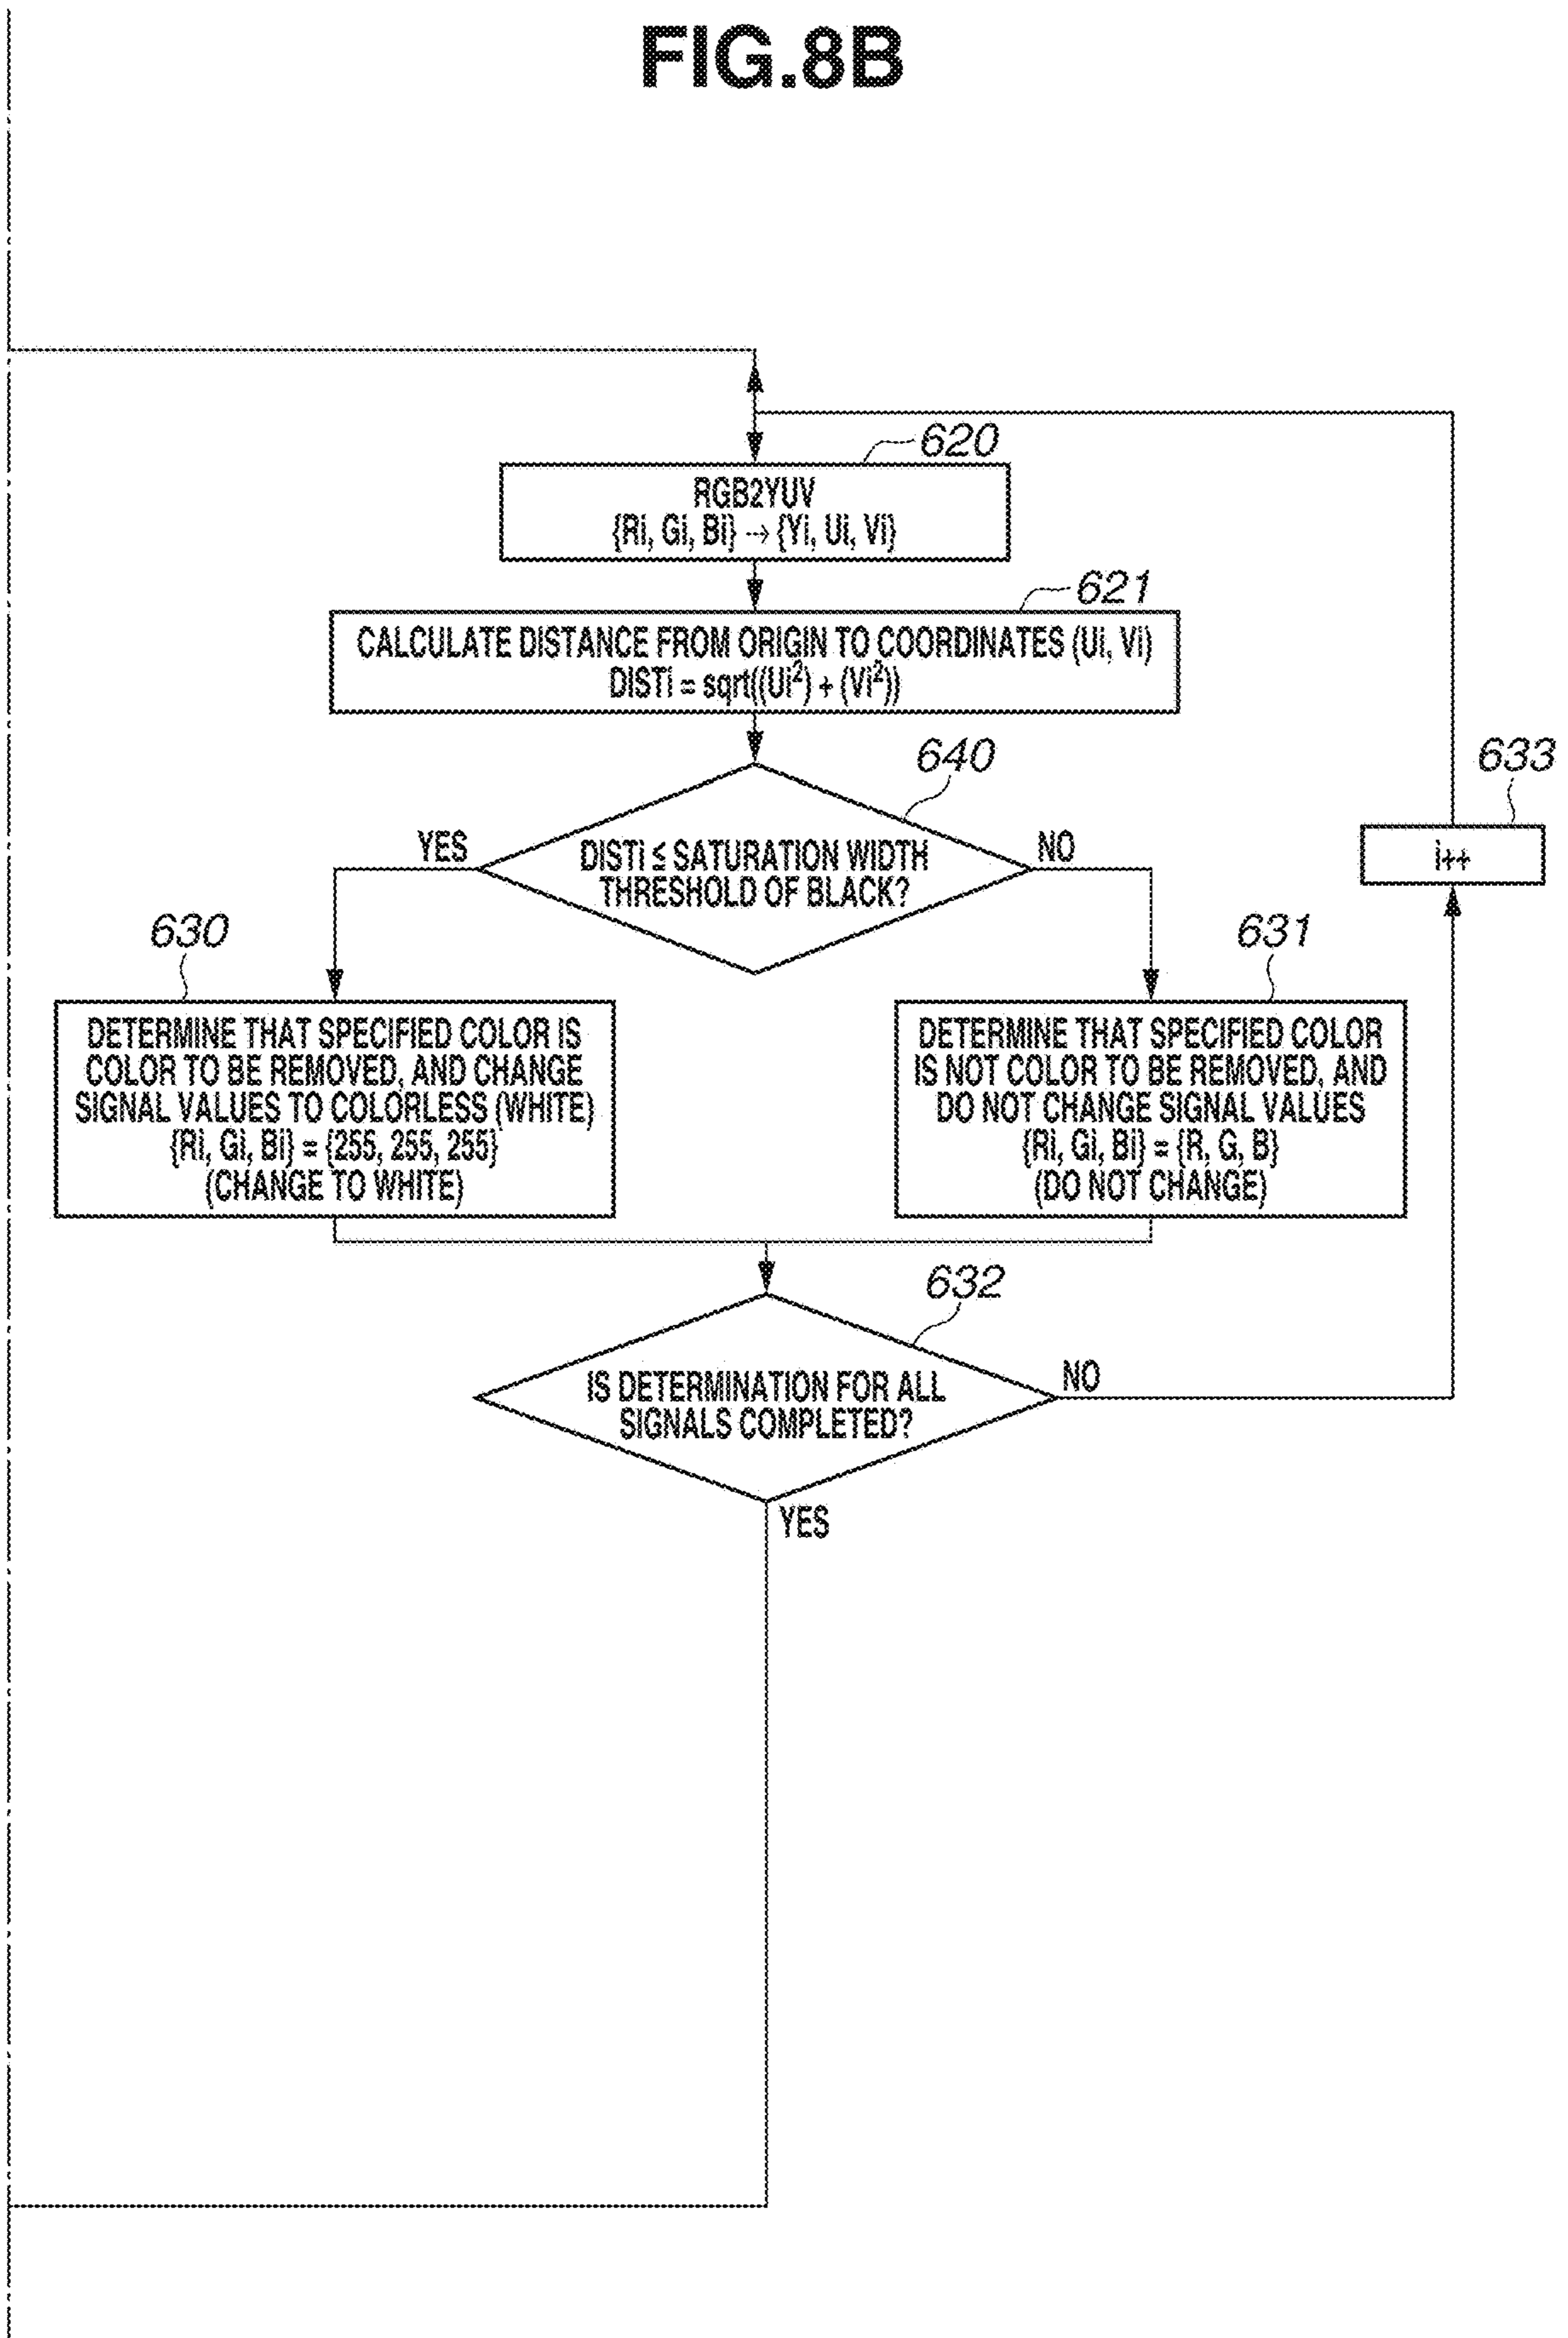 FIG.8B
620
RGB2YUV
{Ri, Gi, Bi} → {Yi, Ui, Vi}
621
CALCULATE DISTANCE FROM ORIGIN TO COORDINATES (Ui, Vi)
DISTi = sqrt((Ui²) + (Vi²))
640
633
YES
NO
DISTi ≤ SATURATION WIDTH
THRESHOLD OF BLACK?
i++
630
631
DETERMINE THAT SPECIFIED COLOR IS
COLOR TO BE REMOVED, AND CHANGE
SIGNAL VALUES TO COLORLESS (WHITE)
{Ri, Gi, Bi} = {255, 255, 255}
(CHANGE TO WHITE)
DETERMINE THAT SPECIFIED COLOR
IS NOT COLOR TO BE REMOVED, AND
DO NOT CHANGE SIGNAL VALUES
{Ri, Gi, Bi} = {R, G, B}
(DO NOT CHANGE)
632
IS DETERMINATION FOR ALL
SIGNALS COMPLETED?
NO
YES